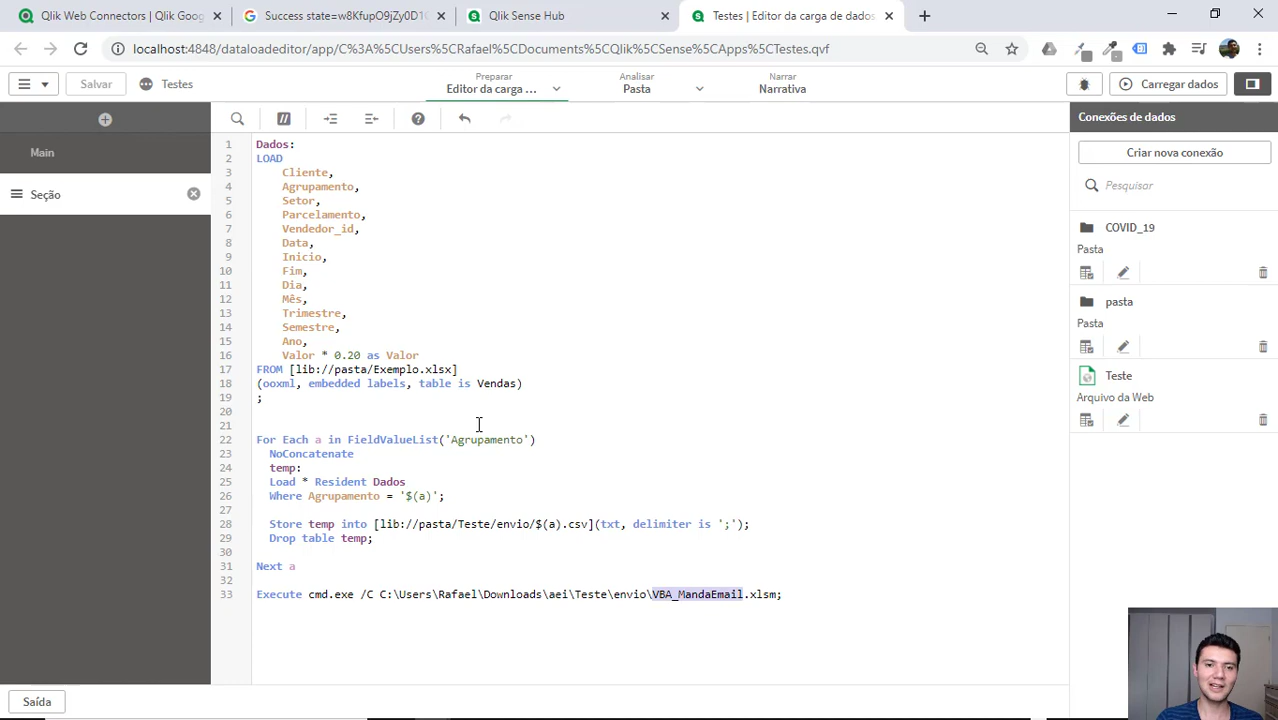 Qlik Web Connectors | Qlik Goog
Success state=w8KfupO9jZy0D1
Qlik Sense Hub
Testes | Editor da carga de dados
localhost:4848/dataloadeditor/app/C%3A%5CUsers%5CRafael%5CDocuments%5CQlik%5CSense%5CApps%5CTestes.qvf
Salvar
Testes
Preparar
Editor da carga ...
Analisar
Pasta
Narrar
Narrativa
Carregar dados
Main
Seção
1 Dados:
2 LOAD
3 Cliente,
4 Agrupamento,
5 Setor,
6 Parcelamento,
7 Vendedor_id,
8 Data,
9 Inicio,
10 Fim,
11 Dia,
12 Mês,
13 Trimestre,
14 Semestre,
15 Ano,
16 Valor * 0.20 as Valor
17 FROM [lib://pasta/Exemplo.xlsx]
18 (ooxml, embedded labels, table is Vendas)
19 ;
20
21
22 For Each a in FieldValueList('Agrupamento')
23 NoConcatenate
24 temp:
25 Load * Resident Dados
26 Where Agrupamento = '$(a)';
27
28 Store temp into [lib://pasta/Teste/envio/$(a).csv](txt, delimiter is ';');
29 Drop table temp;
30
31 Next a
32
33 Execute cmd.exe /C C:\Users\Rafael\Downloads\aei\Teste\envio\VBA_MandaEmail.xlsm;
Conexões de dados
Criar nova conexão
Pesquisar
COVID_19
Pasta
pasta
Pasta
Teste
Arquivo da Web
Saída